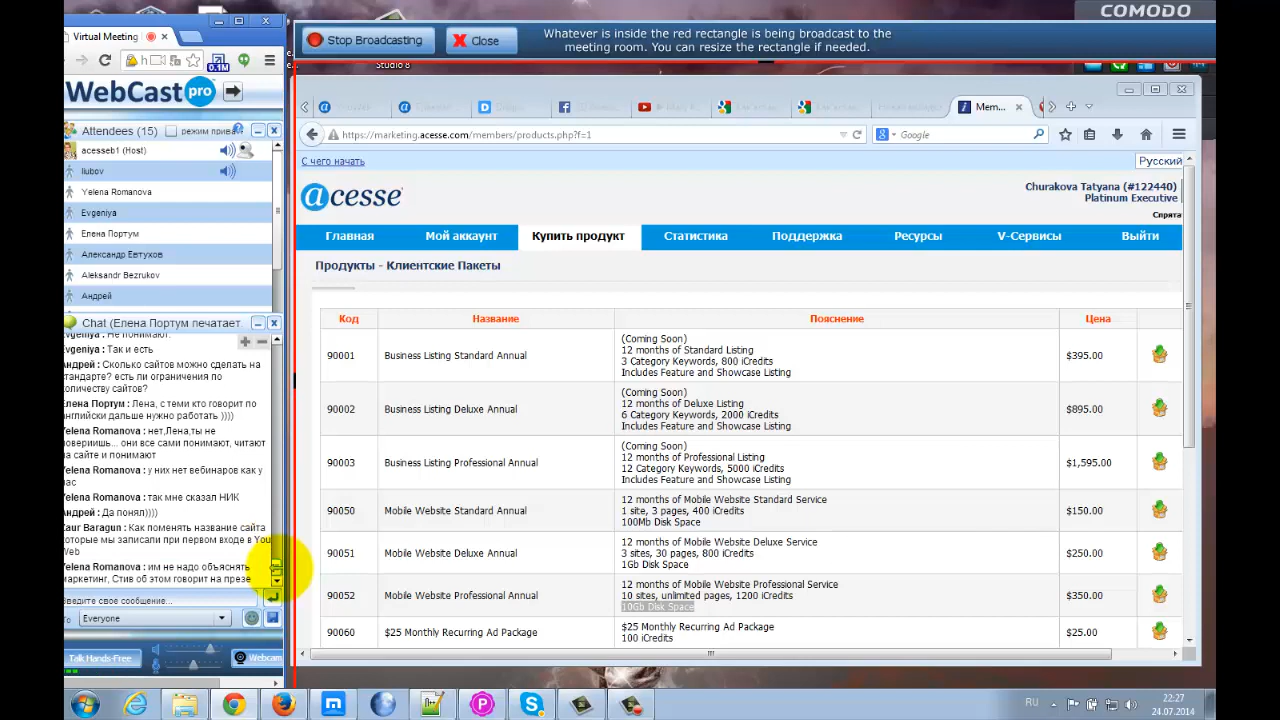 COMODO
Virtual Meeting
Stop Broadcasting
Close
Whatever is inside the red rectangle is being broadcast to the
meeting room. You can resize the rectangle if needed.
Studio 8
0.1M
WebCast pro
Attendees (15)
acesseb1 (Host)
liubov
Yelena Romanova
Evgeniya
Елена Портум
Александр Евтухов
Aleksandr Bezrukov
Андрей
Chat (Елена Портум печатает
Evgeniya : Не понимают.
Evgeniya : Так и есть
Андрей : Сколько сайтов можно сделать на
стандарте? есть ли ограничения по
количеству сайтов?
Елена Портум : Лена, с теми кто говорит по
английски дальше нужно работать ))))
Yelena Romanova : нет,Лена,ты не
повериишь... они все сами понимают, читают
на сайте и понимают
Yelena Romanova : у них нет вебинаров как у
нас
Yelena Romanova : так мне сказал НИК
Андрей : Да понял))))
Zaur Baragun : Как поменять название сайта
которые мы записали при первом входе в You
Web
Yelena Romanova : им не надо объяснять
маркетинг, Стив об этом говорит на презе
Введите свое сообщение...
Everyone
Talk Hands-Free
Webcam
Mem...
https://marketing.acesse.com/members/products.php?f=1
Google
С чего начать
Русский
acesse
Churakova Tatyana (#122440)
Platinum Executive
Спрята
Главная
Мой аккаунт
Купить продукт
Статистика
Поддержка
Ресурсы
V-Сервисы
Выйти
Продукты - Клиентские Пакеты
Код Название Пояснение Цена
90001 Business Listing Standard Annual
(Coming Soon)
12 months of Standard Listing
3 Category Keywords, 800 iCredits
Includes Feature and Showcase Listing
$395.00
90002 Business Listing Deluxe Annual
(Coming Soon)
12 months of Deluxe Listing
6 Category Keywords, 2000 iCredits
Includes Feature and Showcase Listing
$895.00
90003 Business Listing Professional Annual
(Coming Soon)
12 months of Professional Listing
12 Category Keywords, 5000 iCredits
Includes Feature and Showcase Listing
$1,595.00
90050 Mobile Website Standard Annual
12 months of Mobile Website Standard Service
1 site, 3 pages, 400 iCredits
100Mb Disk Space
$150.00
90051 Mobile Website Deluxe Annual
12 months of Mobile Website Deluxe Service
3 sites, 30 pages, 800 iCredits
1Gb Disk Space
$250.00
90052 Mobile Website Professional Annual
12 months of Mobile Website Professional Service
10 sites, unlimited pages, 1200 iCredits
10Gb Disk Space
$350.00
90060 $25 Monthly Recurring Ad Package
$25 Monthly Recurring Ad Package
100 iCredits
$25.00
RU
22:27
24.07.2014